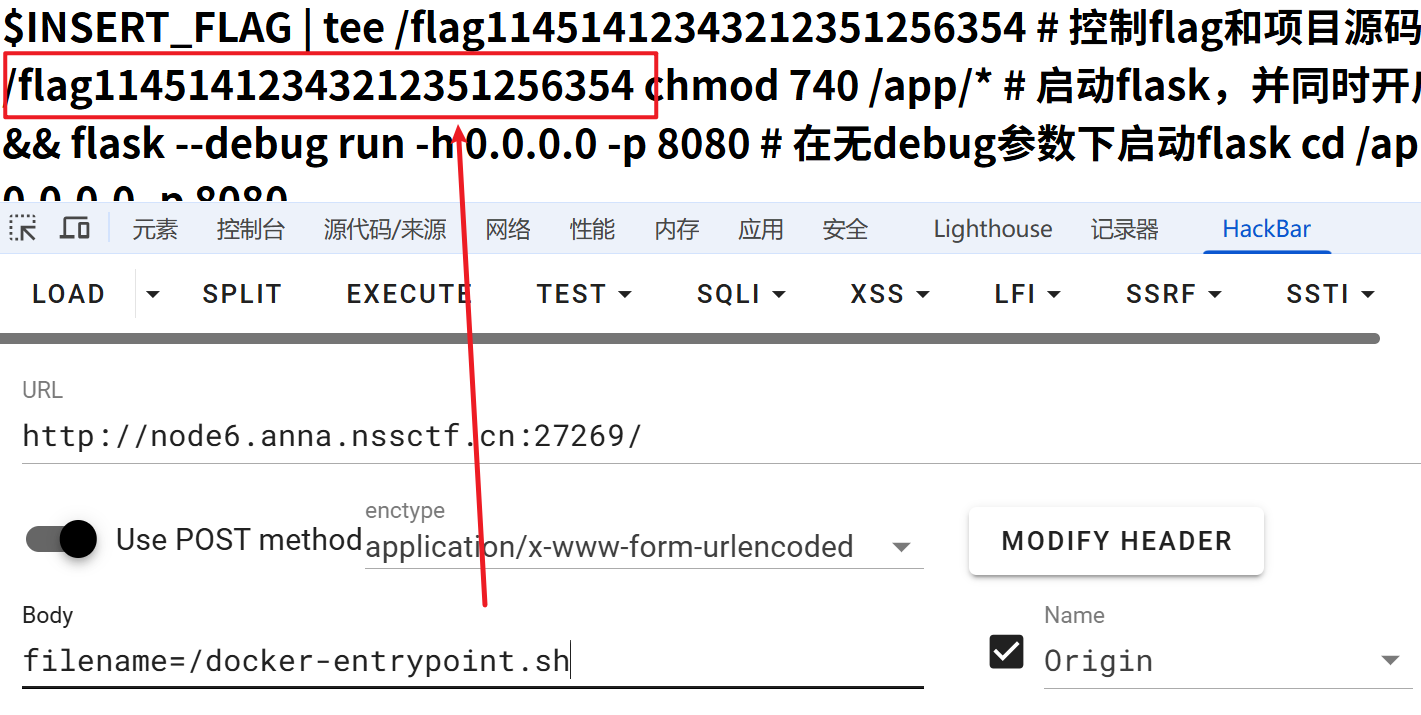 $INSERT_FLAG | tee /flag11451412343212351256354 # 控制flag和项目源码
/flag11451412343212351256354 chmod 740 /app/* # 启动flask，并同时开
&& flask --debug run -h 0.0.0.0 -p 8080 # 在无debug参数下启动flask cd /ap
0.0.0.0 -p 8080
元素 控制台 源代码/来源 网络 性能 内存 应用 安全 Lighthouse 记录器 HackBar
LOAD SPLIT EXECUTE TEST SQLI XSS LFI SSRF SSTI
URL
http://node6.anna.nssctf.cn:27269/
enctype
Use POST method application/x-www-form-urlencoded MODIFY HEADER
Body Name
filename=/docker-entrypoint.sh Origin